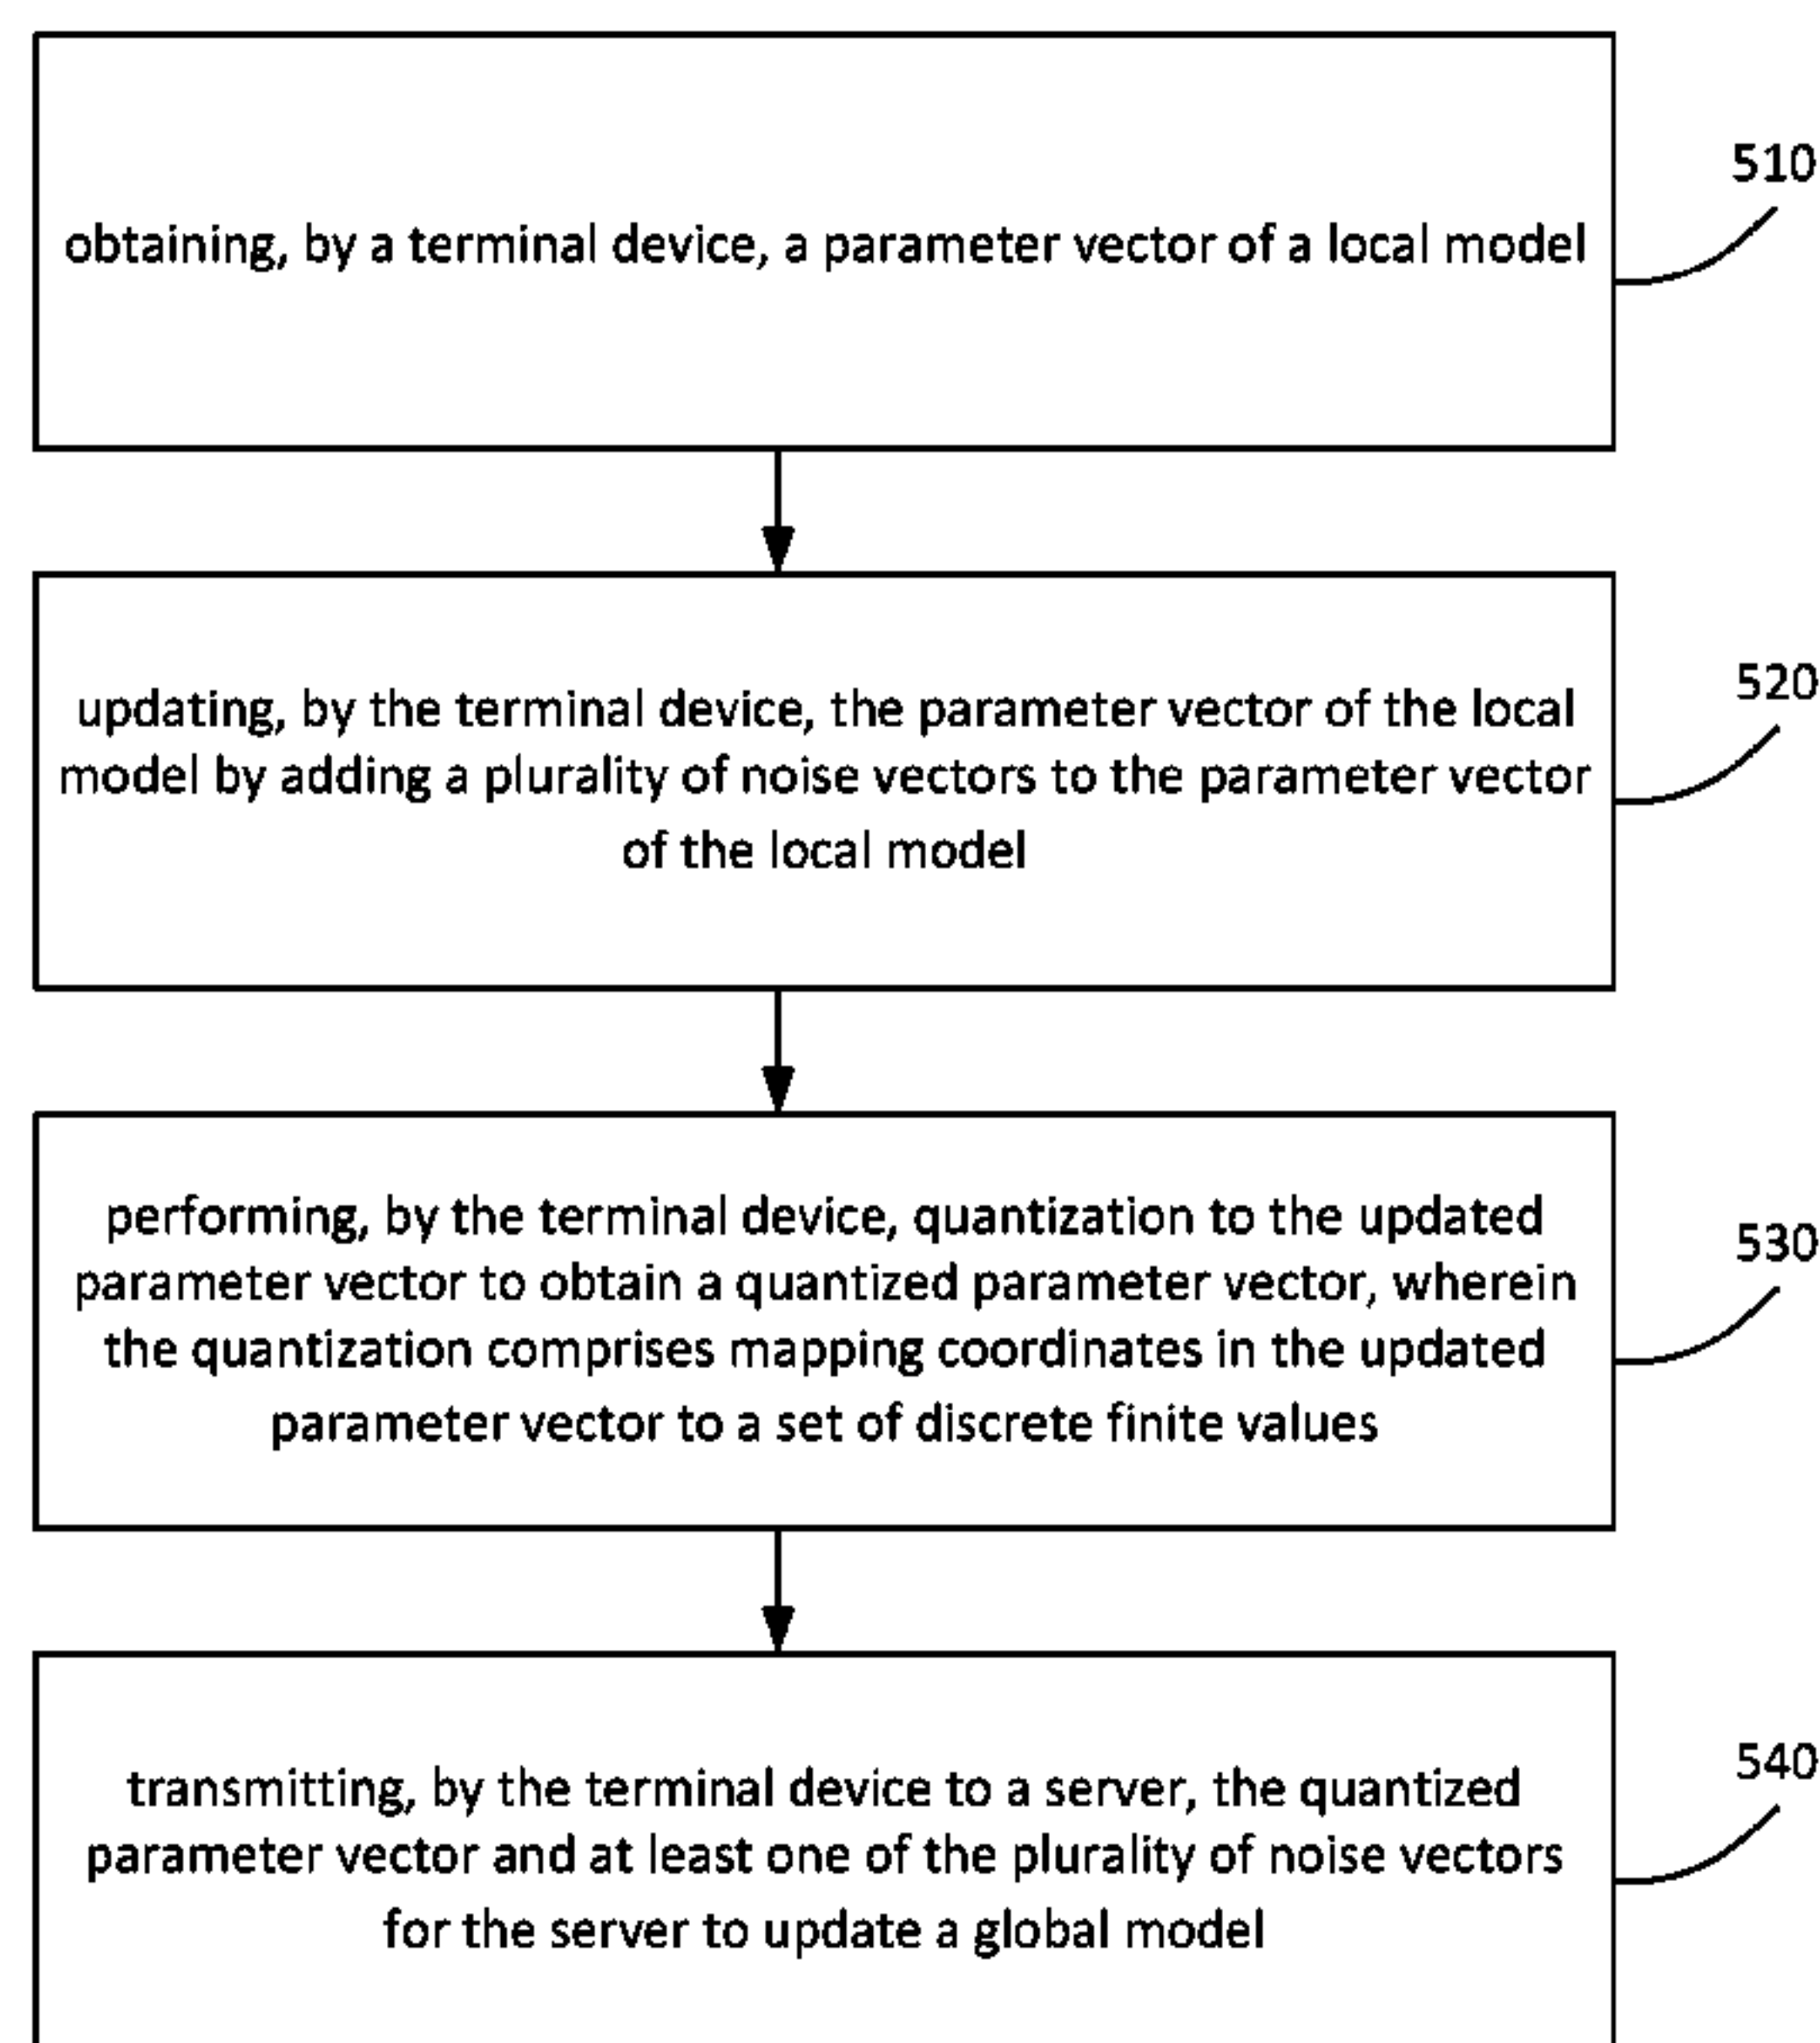 510
obtaining, by a terminal device, a parameter vector of a local model
520
updating, by the terminal device, the parameter vector of the local
model by adding a plurality of noise vectors to the parameter vector
of the local model
530
performing, by the terminal device, quantization to the updated
parameter vector to obtain a quantized parameter vector, wherein
the quantization comprises mapping coordinates in the updated
parameter vector to a set of discrete finite values
540
transmitting, by the terminal device to a server, the quantized
parameter vector and at least one of the plurality of noise vectors
for the server to update a global model